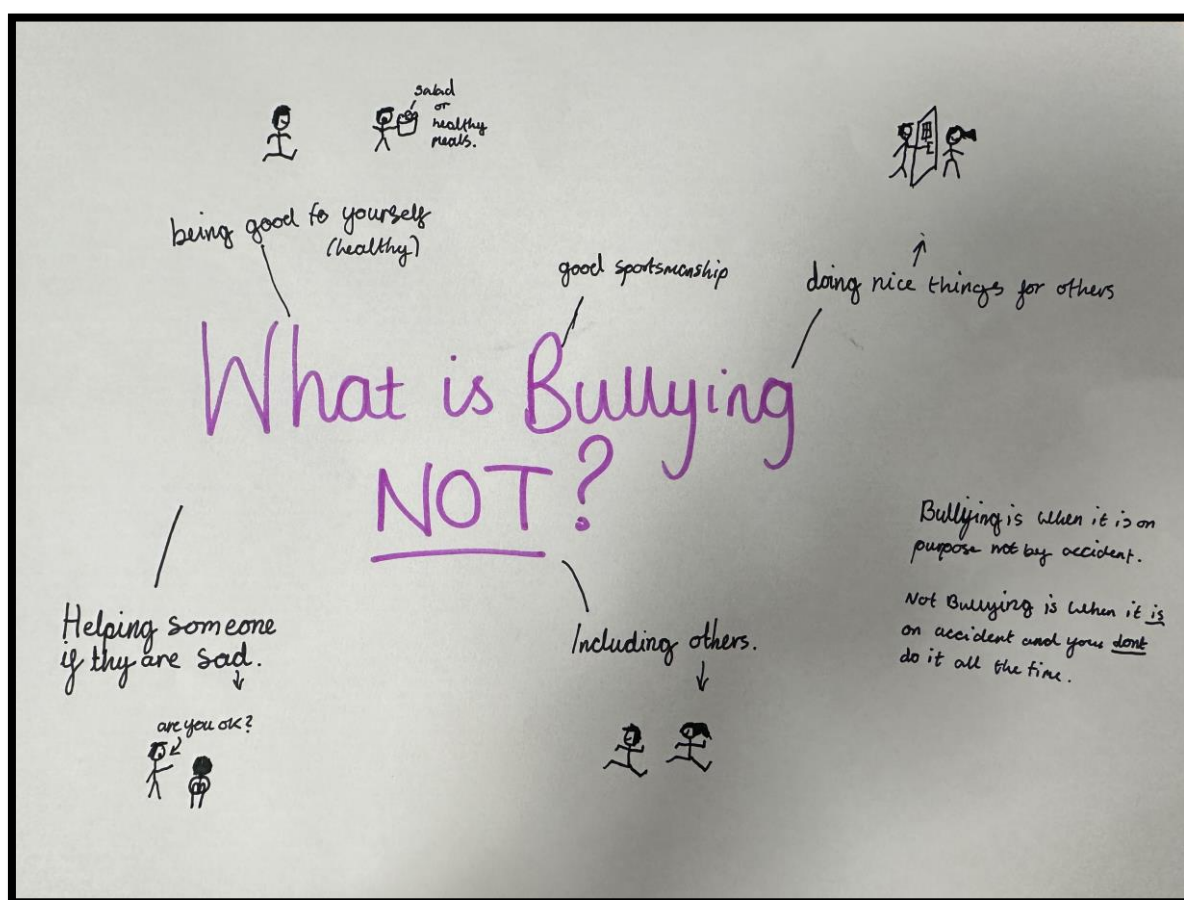 salad
or
healthy
meals.
being good to yourself
(healthy)
good sportsmanship
doing nice things for others
What is Bullying
NOT?
Bullying is when it is on
purpose not by accident.
Not Bullying is when it is
on accident and you dont
do it all the time.
Helping someone
if thy are sad.
are you ok?
Including others.